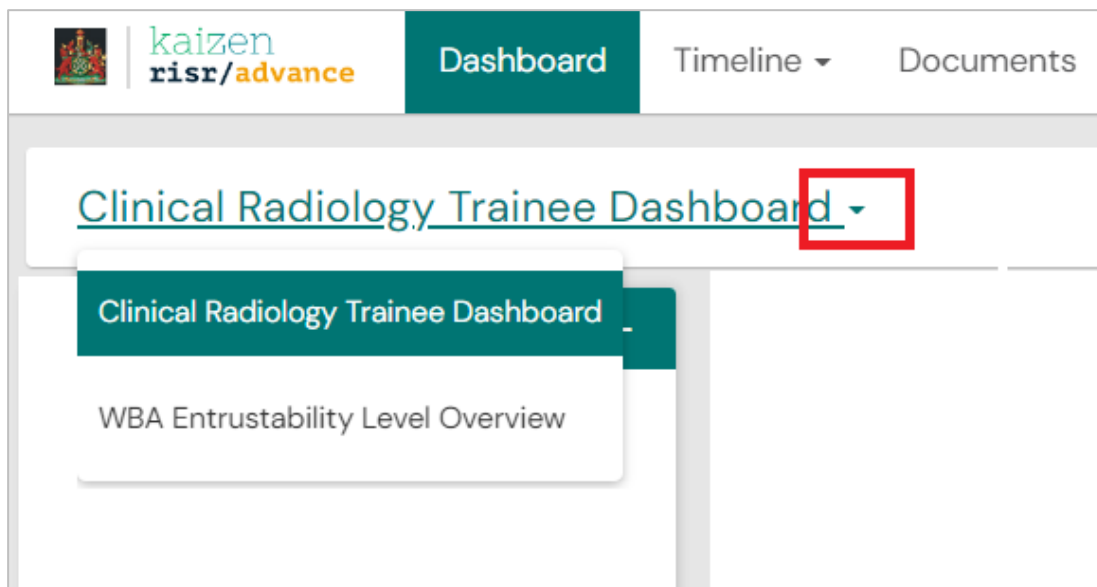 kaizen
risr/advance
Dashboard
Timeline
Documents
Clinical Radiology Trainee Dashboard
Clinical Radiology Trainee Dashboard
WBA Entrustability Level Overview